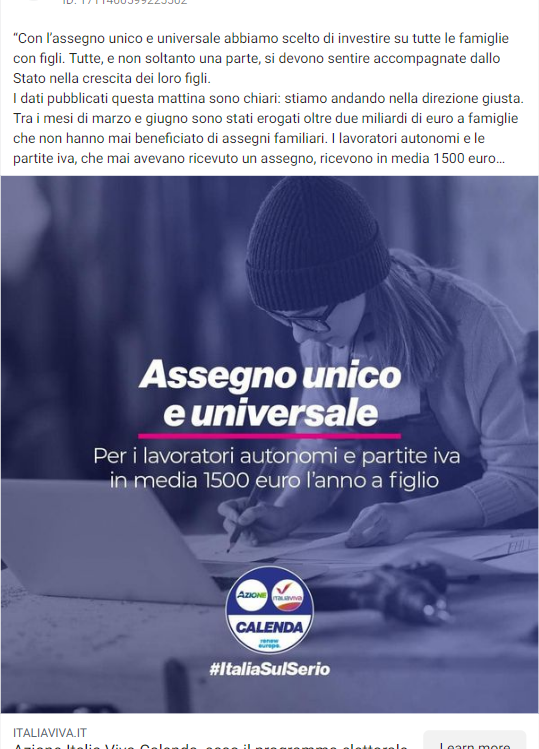 “Con l’assegno unico e universale abbiamo scelto di investire su tutte le famiglie
con figli. Tutte, e non soltanto una parte, si devono sentire accompagnate dallo
Stato nella crescita dei loro figli.
I dati pubblicati questa mattina sono chiari: stiamo andando nella direzione giusta.
Tra i mesi di marzo e giugno sono stati erogati oltre due miliardi di euro a famiglie
che non hanno mai beneficiato di assegni familiari. I lavoratori autonomi e le
partite iva, che mai avevano ricevuto un assegno, ricevono in media 1500 euro…
Assegno unico
e universale
Per i lavoratori autonomi e partite iva
in media 1500 euro l’anno a figlio
AZIONE
ITALIAVIVA
CALENDA
renew
europe.
#ItaliaSulSerio
ITALIAVIVA.IT
Azione Italia Viva Calenda, ecco il programma elettorale
Learn more